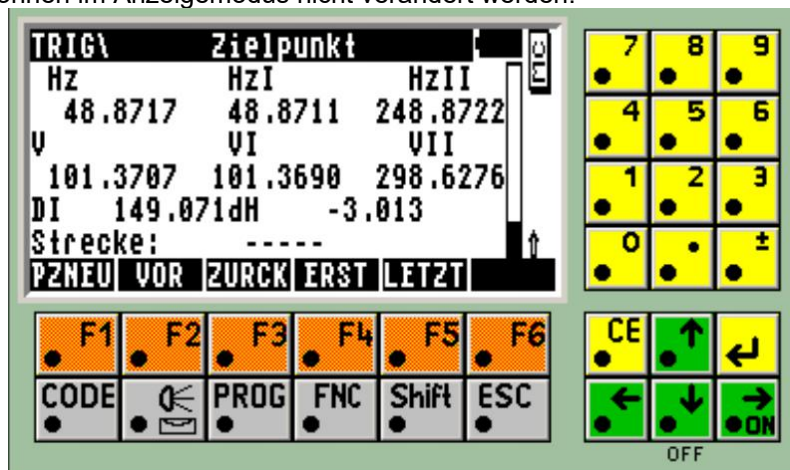 önnen im Anzeigemodus nicht verändert werden.
TRIG\ Zielpunkt
MC
Hz HzI HzII
48.8717 48.8711 248.8722
V VI VII
101.3707 101.3690 298.6276
DI 149.071dH -3.013
Strecke: -----
PZNEU VOR ZURCK ERST LETZT
7 8 9
4 5 6
1 2 3
0 . ±
F1 F2 F3 F4 F5 F6
CODE PROG FNC Shift ESC
CE
ON
OFF